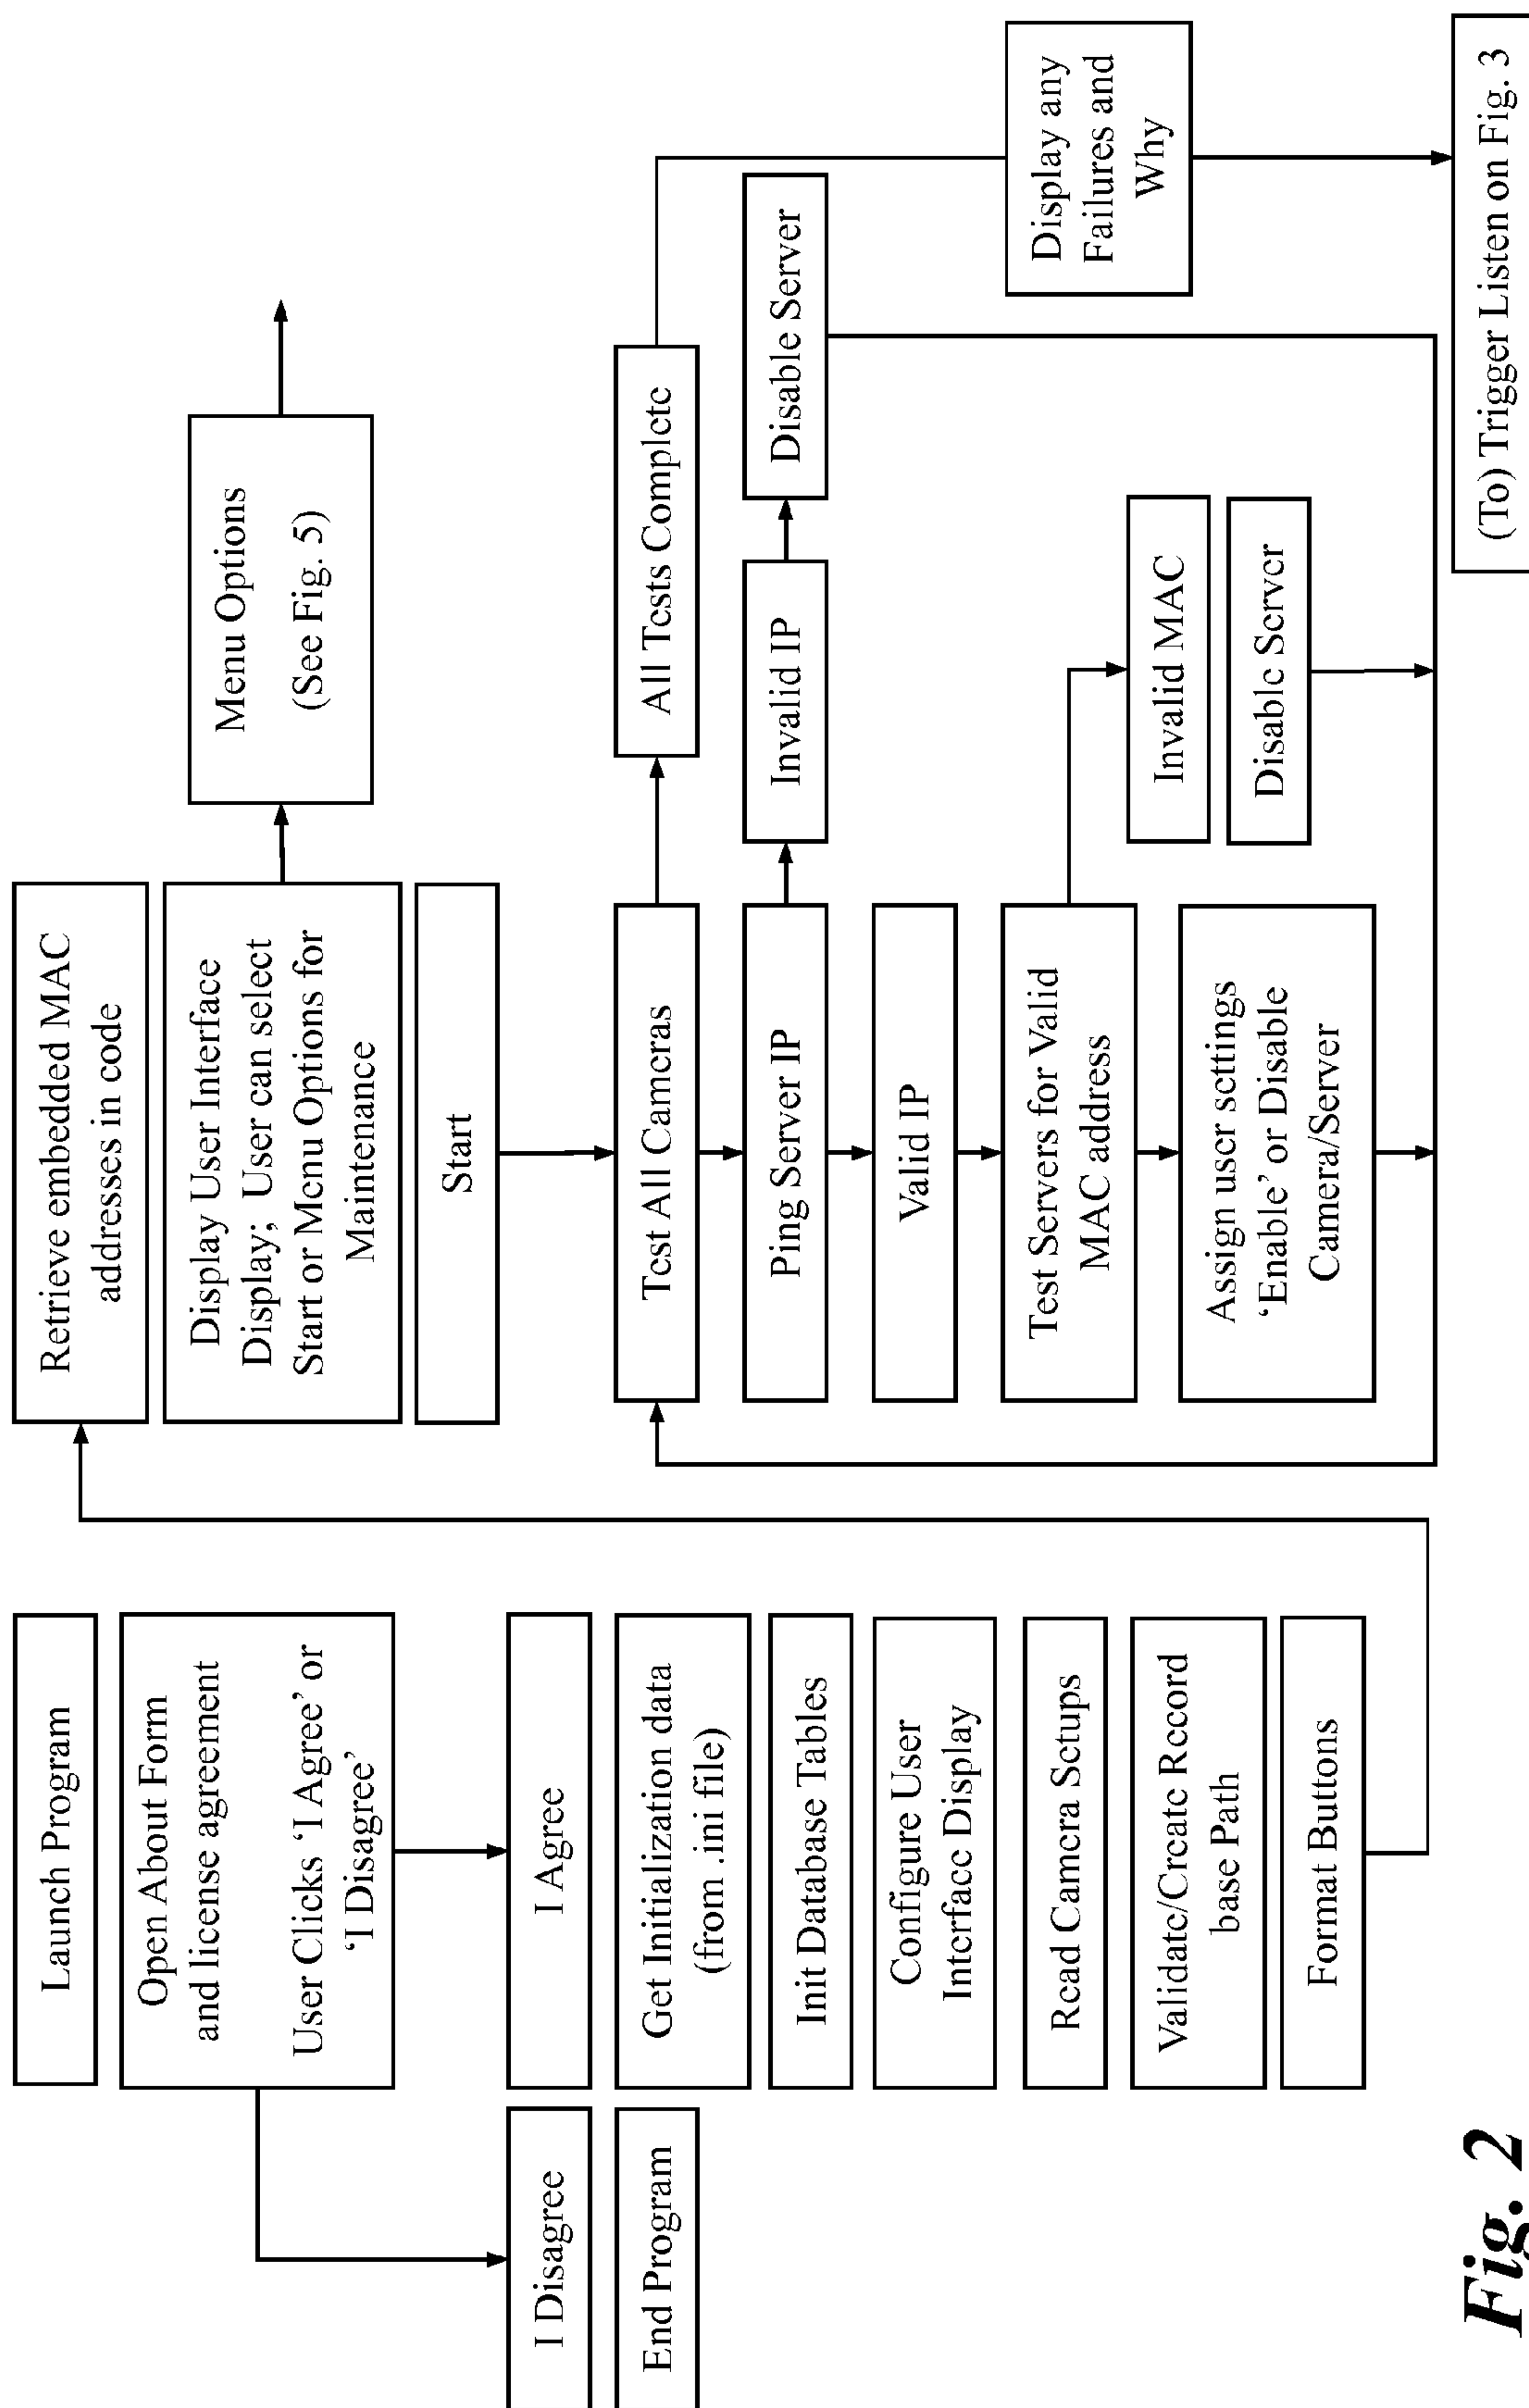 Launch Program
Open About Form
and license agreement
User Clicks ‘I Agree’ or
‘I Disagree’
I Disagree
End Program
I Agree
Get Initialization data
(from .ini file)
Init Database Tables
Configure User
Interface Display
Read Camera Setups
Validate/Create Record
base Path
Format Buttons
Retrieve embedded MAC
addresses in code
Display User Interface
Display; User can select
Start or Menu Options for
Maintenance
Menu Options
(See Fig. 5)
Start
Test All Cameras
All Tests Complete
Ping Server IP
Invalid IP
Disable Server
Valid IP
Test Servers for Valid
MAC address
Invalid MAC
Disable Server
Assign user settings
‘Enable’ or Disable
Camera/Server
Display any
Failures and
Why
(To) Trigger Listen on Fig. 3
Fig. 2